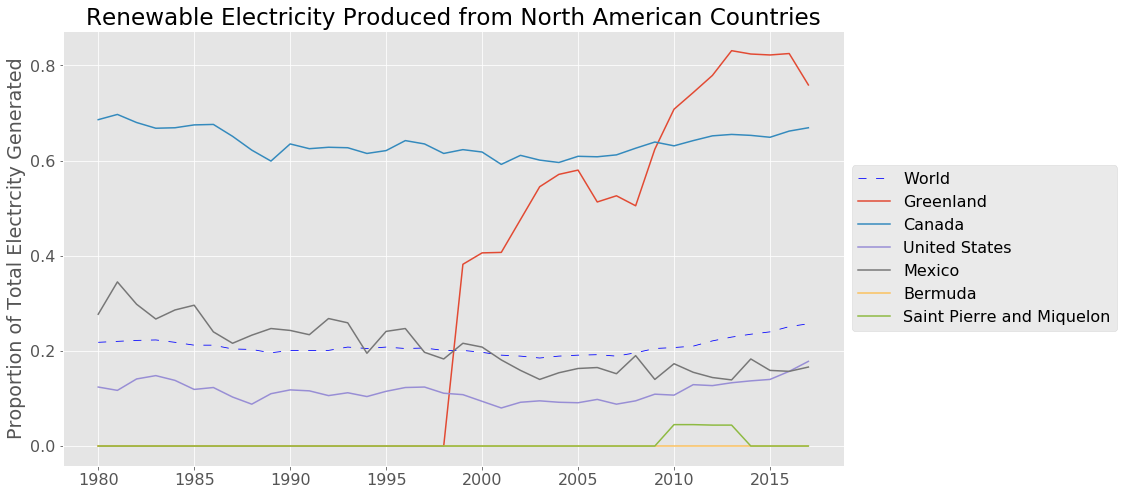 Renewable Electricity Produced from North American Countries
Proportion of Total Electrcity Generated
0.8
0.6
0.4
0.2
0.0
1980 1985 1990 1995 2000 2005 2010 2015
World
Greenland
Canada
United States
Mexico
Bermuda
Saint Pierre and Miquelon